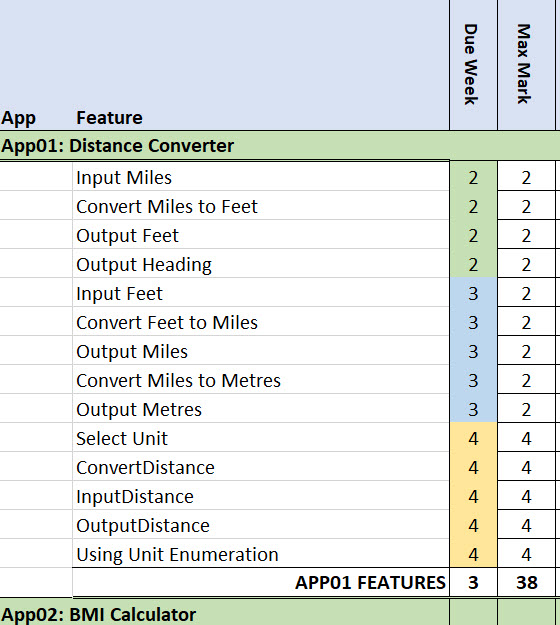 App Feature Due Week Max Mark
App01: Distance Converter
Input Miles 2 2
Convert Miles to Feet 2 2
Output Feet 2 2
Output Heading 2 2
Input Feet 3 2
Convert Feet to Miles 3 2
Output Miles 3 2
Convert Miles to Metres 3 2
Output Metres 3 2
Select Unit 4 4
ConvertDistance 4 4
InputDistance 4 4
OutputDistance 4 4
Using Unit Enumeration 4 4
APP01 FEATURES 3 38
App02: BMI Calculator